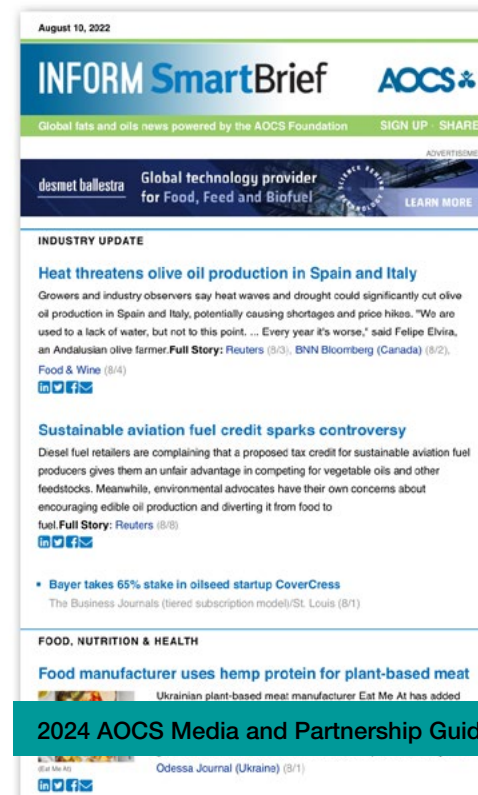 August 10, 2022
INFORM SmartBrief
AOCS
Global fats and oils news powered by the AOCS Foundation
SIGN UP · SHARE
ADVERTISEME
desmet ballestra
Global technology provider
for Food, Feed and Biofuel
SCIENCE BEHIND TECHNOLOGY
LEARN MORE
INDUSTRY UPDATE
Heat threatens olive oil production in Spain and Italy
Growers and industry observers say heat waves and drought could significantly cut olive
oil production in Spain and Italy, potentially causing shortages and price hikes. "We are
used to a lack of water, but not to this point. ... Every year it's worse," said Felipe Elvira,
an Andalusian olive farmer.Full Story: Reuters (8/3), BNN Bloomberg (Canada) (8/2),
Food & Wine (8/4)
Sustainable aviation fuel credit sparks controversy
Diesel fuel retailers are complaining that a proposed tax credit for sustainable aviation fuel
producers gives them an unfair advantage in competing for vegetable oils and other
feedstocks. Meanwhile, environmental advocates have their own concerns about
encouraging edible oil production and diverting it from food to
fuel.Full Story: Reuters (8/8)
• Bayer takes 65% stake in oilseed startup CoverCress
The Business Journals (tiered subscription model)/St. Louis (8/1)
FOOD, NUTRITION & HEALTH
Food manufacturer uses hemp protein for plant-based meat
Ukrainian plant-based meat manufacturer Eat Me At has added
2024 AOCS Media and Partnership Guid
Odessa Journal (Ukraine) (8/1)
(Eat Me At)